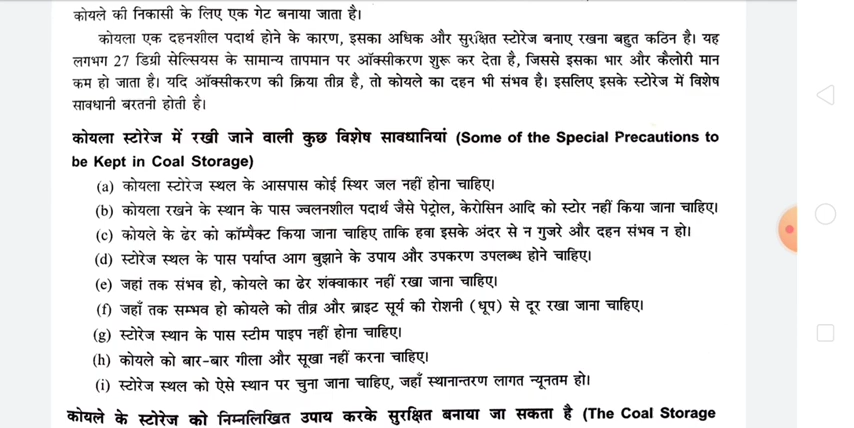 कोयले की निकासी के लिए एक गेट बनाया जाता है।
कोयला एक दहनशील पदार्थ होने के कारण, इसका अधिक और सुरक्षित स्टोरेज बनाए रखना बहुत कठिन है। यह
लगभग 27 डिग्री सेल्सियस के सामान्य तापमान पर ऑक्सीकरण शुरू कर देता है, जिससे इसका भार और कैलोरी मान
कम हो जाता है। यदि ऑक्सीकरण की क्रिया तीव्र है, तो कोयले का दहन भी संभव है। इसलिए इसके स्टोरेज में विशेष
सावधानी बरतनी होती है।
कोयला स्टोरेज में रखी जाने वाली कुछ विशेष सावधानियां (Some of the Special Precautions to
be Kept in Coal Storage)
(a) कोयला स्टोरेज स्थल के आसपास कोई स्थिर जल नहीं होना चाहिए।
(b) कोयला रखने के स्थान के पास ज्वलनशील पदार्थ जैसे पेट्रोल, केरोसिन आदि को स्टोर नहीं किया जाना चाहिए।
(c) कोयले के ढेर को कॉम्पैक्ट किया जाना चाहिए ताकि हवा इसके अंदर से न गुजरे और दहन संभव न हो।
(d) स्टोरेज स्थल के पास पर्याप्त आग बुझाने के उपाय और उपकरण उपलब्ध होने चाहिए।
(e) जहां तक संभव हो, कोयले का ढेर शंक्वाकार नहीं रखा जाना चाहिए।
(f) जहाँ तक सम्भव हो कोयले को तीव्र और ब्राइट सूर्य की रोशनी (धूप) से दूर रखा जाना चाहिए।
(g) स्टोरेज स्थान के पास स्टीम पाइप नहीं होना चाहिए।
(h) कोयले को बार-बार गीला और सूखा नहीं करना चाहिए।
(i) स्टोरेज स्थल को ऐसे स्थान पर चुना जाना चाहिए, जहाँ स्थानान्तरण लागत न्यूनतम हो।
कोयले के स्टोरेज को निम्नलिखित उपाय करके सुरक्षित बनाया जा सकता है (The Coal Storage